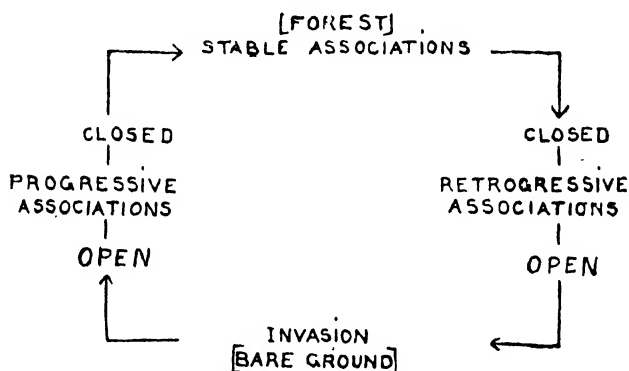 [FOREST]
STABLE ASSOCIATIONS
CLOSED
PROGRESSIVE
ASSOCIATIONS
OPEN
CLOSED
RETROGRESSIVE
ASSOCIATIONS
OPEN
INVASION
[BARE GROUND]